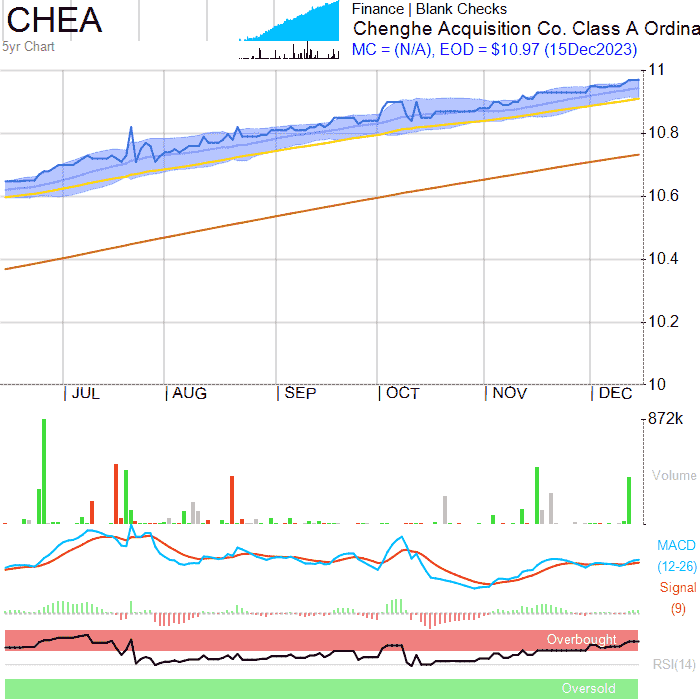 CHEA
5yr Chart
Finance | Blank Checks
Chenghe Acquisition Co. Class A Ordina
MC = (N/A), EOD = $10.97 (15Dec2023)
11
10.8
10.6
10.4
10.2
10
JUL AUG SEP OCT NOV DEC
872k
Volume
MACD
(12-26)
Signal
(9)
Overbought
RSI(14)
Oversold